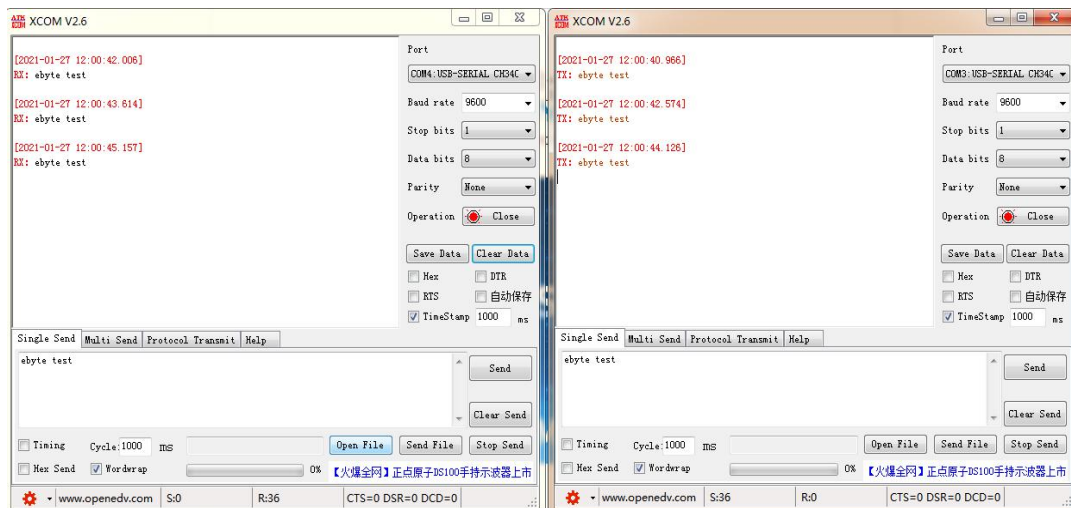 XCOM V2.6
[2021-01-27 12:00:42.006]
RX: ebyte test
[2021-01-27 12:00:43.614]
RX: ebyte test
[2021-01-27 12:00:45.157]
RX: ebyte test
Port
COM4:USB-SERIAL CH34C
Baud rate 9600
Stop bits 1
Data bits 8
Parity None
Operation Close
Save Data Clear Data
Hex DTR
RTS 自动保存
TimeStamp 1000 ms
Single Send Multi Send Protocol Transmit Help
ebyte test
Send
Clear Send
Timing Cycle:1000 ms Open File Send File Stop Send
Hex Send Wordwrap 0% 【火爆全网】正点原子DS100手持示波器上市
www.openedv.com S:0 R:36 CTS=0 DSR=0 DCD=0
XCOM V2.6
[2021-01-27 12:00:40.966]
TX: ebyte test
[2021-01-27 12:00:42.574]
TX: ebyte test
[2021-01-27 12:00:44.126]
TX: ebyte test
Port
COM3:USB-SERIAL CH34C
Baud rate 9600
Stop bits 1
Data bits 8
Parity None
Operation Close
Save Data Clear Data
Hex DTR
RTS 自动保存
TimeStamp 1000 ms
Single Send Multi Send Protocol Transmit Help
ebyte test
Send
Clear Send
Timing Cycle:1000 ms Open File Send File Stop Send
Hex Send Wordwrap 0% 【火爆全网】正点原子DS100手持示波器上市
www.openedv.com S:36 R:0 CTS=0 DSR=0 DCD=0